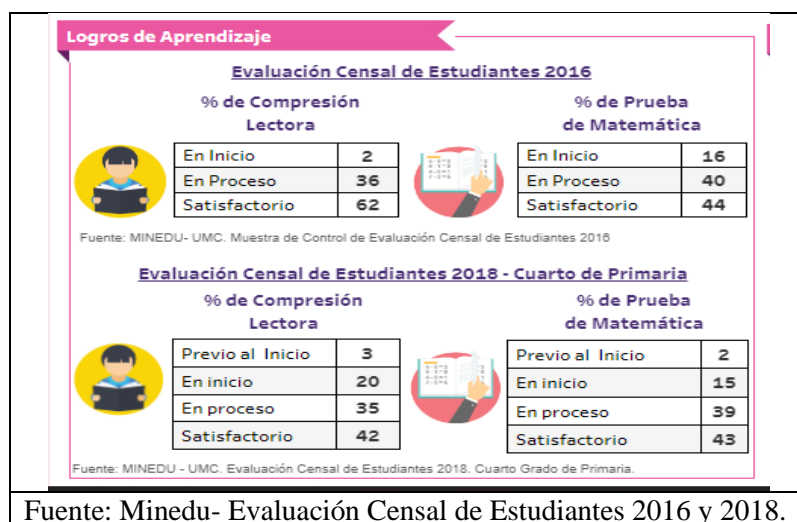 Logros de Aprendizaje
Evaluación Censal de Estudiantes 2016
% de Compresión
Lectora
% de Prueba
de Matemática
En Inicio 2
En Proceso 36
Satisfactorio 62
En Inicio 16
En Proceso 40
Satisfactorio 44
Fuente: MINEDU- UMC. Muestra de Control de Evaluación Censal de Estudiantes 2016
Evaluación Censal de Estudiantes 2018 - Cuarto de Primaria
% de Compresión
Lectora
% de Prueba
de Matemática
Previo al Inicio 3
En inicio 20
En proceso 35
Satisfactorio 42
Previo al Inicio 2
En inicio 15
En proceso 39
Satisfactorio 43
Fuente: MINEDU - UMC. Evaluación Censal de Estudiantes 2018. Cuarto Grado de Primaria.
Fuente: Minedu- Evaluación Censal de Estudiantes 2016 y 2018.